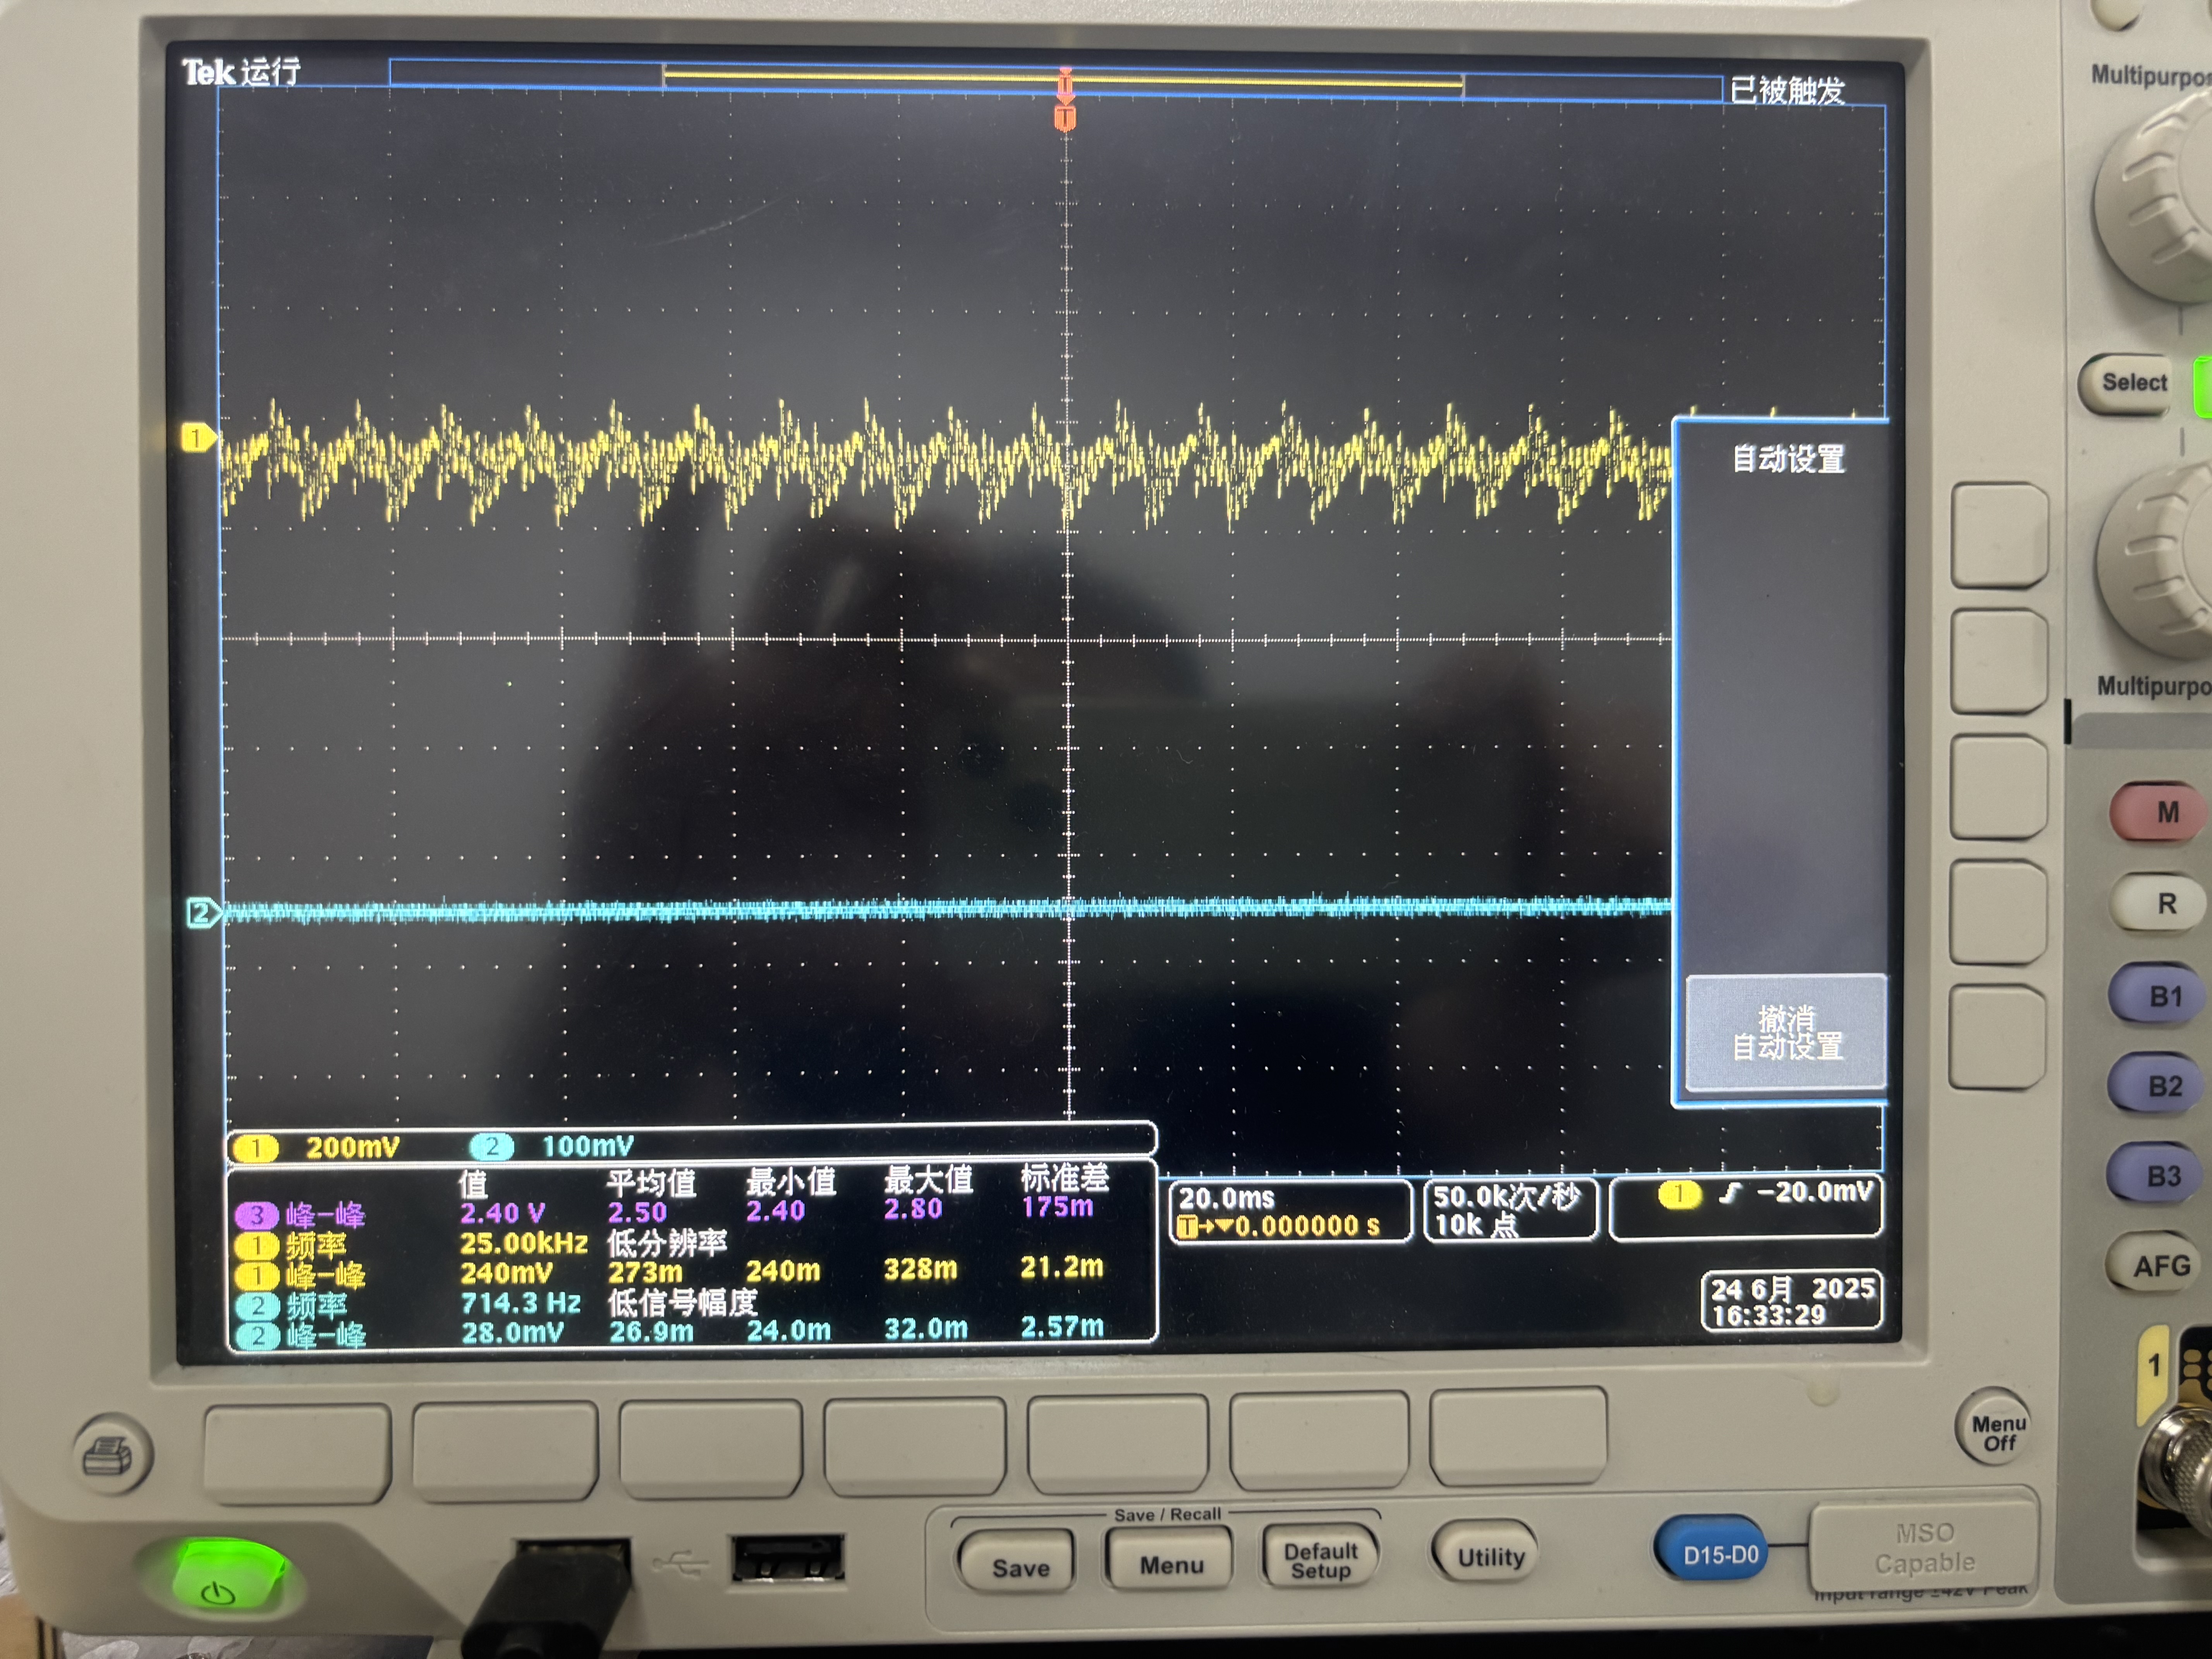 Tek 运行
已被触发
T
T
Multipurpos
Select
1
自动设置
Multipurpo
M
R
2
B1
撤消
自动设置
B2
1 200mV 2 100mV
B3
值 平均值 最小值 最大值 标准差
3 峰-峰 2.40 V 2.50 2.40 2.80 175m
1 频率 25.00kHz 低分辨率
1 峰-峰 240mV 273m 240m 328m 21.2m
2 频率 714.3 Hz 低信号幅度
2 峰-峰 28.0mV 26.9m 24.0m 32.0m 2.57m
20.0ms
T→▼0.000000 s
50.0k次/秒
10k 点
1 -20.0mV
AFG
24 6月 2025
16:33:29
1
Menu
Off
Save / Recall
Save
Menu
Default
Setup
Utility
D15-D0
MSO
Capable
Input range ±42V Peak